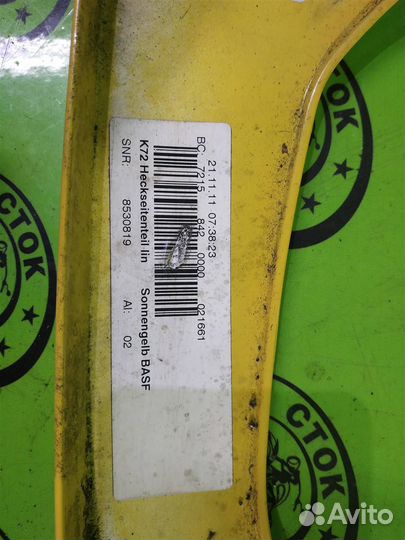 21.11.11 07.38:23
BC: 7215 842 0000 021661
K72 Heckseitenteil lin Sonnengelb BASF
SNR: 8530819 AI: 02
СТОК
СТОК
СТОК
СТОК
Avito